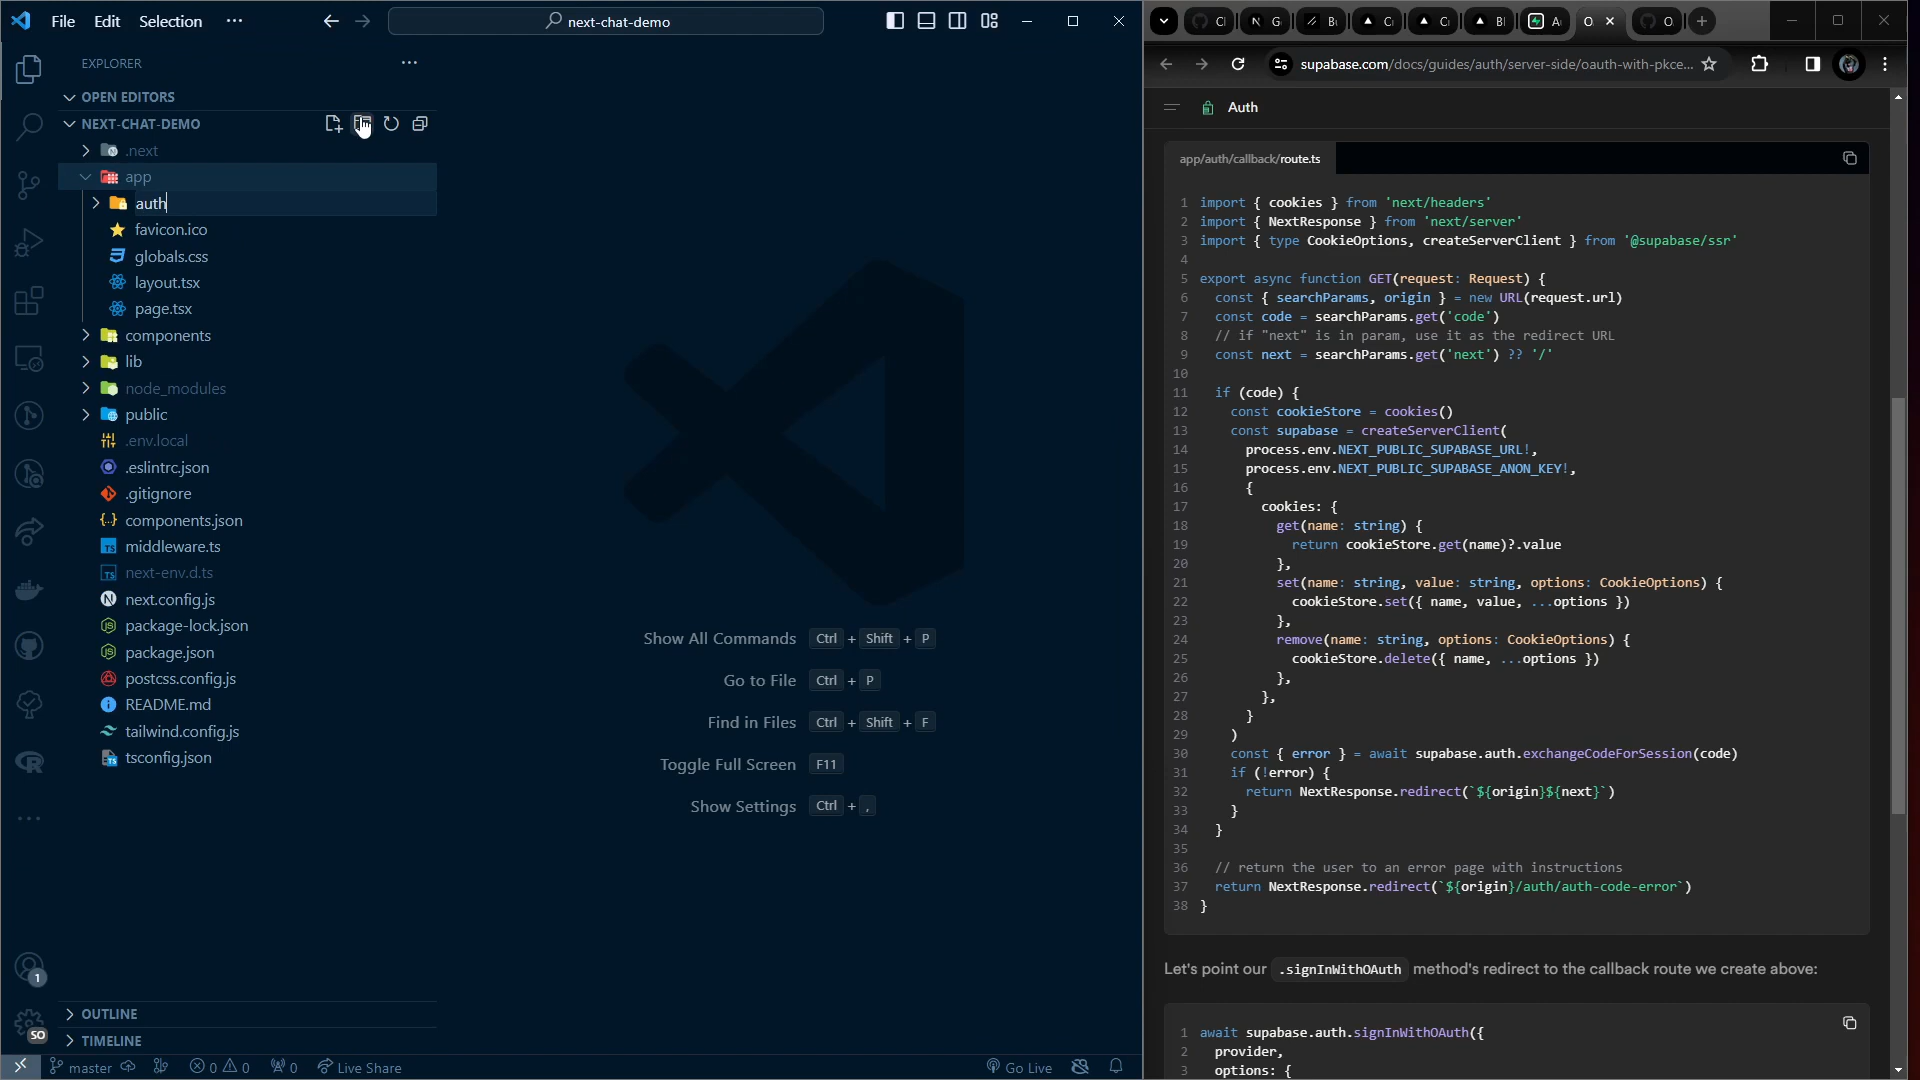 File Edit Selection ···
next-chat-demo
EXPLORER
OPEN EDITORS
NEXT-CHAT-DEMO
.next
app
auth
favicon.ico
globals.css
layout.tsx
page.tsx
components
lib
node_modules
public
.env.local
.eslintrc.json
.gitignore
components.json
middleware.ts
next-env.d.ts
next.config.js
package-lock.json
package.json
postcss.config.js
README.md
tailwind.config.js
tsconfig.json
OUTLINE
TIMELINE
1
SO
master
0 0
0
Live Share
Go Live
Show All Commands Ctrl + Shift + P
Go to File Ctrl + P
Find in Files Ctrl + Shift + F
Toggle Full Screen F11
Show Settings Ctrl + ,
supabase.com/docs/guides/auth/server-side/oauth-with-pkce...
Auth
app/auth/callback/route.ts
1 import { cookies } from 'next/headers'
2 import { NextResponse } from 'next/server'
3 import { type CookieOptions, createServerClient } from '@supabase/ssr'
4
5 export async function GET(request: Request) {
6 const { searchParams, origin } = new URL(request.url)
7 const code = searchParams.get('code')
8 // if "next" is in param, use it as the redirect URL
9 const next = searchParams.get('next') ?? '/'
10
11 if (code) {
12 const cookieStore = cookies()
13 const supabase = createServerClient(
14 process.env.NEXT_PUBLIC_SUPABASE_URL!,
15 process.env.NEXT_PUBLIC_SUPABASE_ANON_KEY!,
16 {
17 cookies: {
18 get(name: string) {
19 return cookieStore.get(name)?.value
20 },
21 set(name: string, value: string, options: CookieOptions) {
22 cookieStore.set({ name, value, ...options })
23 },
24 remove(name: string, options: CookieOptions) {
25 cookieStore.delete({ name, ...options })
26 },
27 },
28 }
29 )
30 const { error } = await supabase.auth.exchangeCodeForSession(code)
31 if (!error) {
32 return NextResponse.redirect(`${origin}${next}`)
33 }
34 }
35
36 // return the user to an error page with instructions
37 return NextResponse.redirect(`${origin}/auth/auth-code-error`)
38 }
Let's point our .signInWithOAuth method's redirect to the callback route we create above:
1 await supabase.auth.signInWithOAuth({
2 provider,
3 options: {